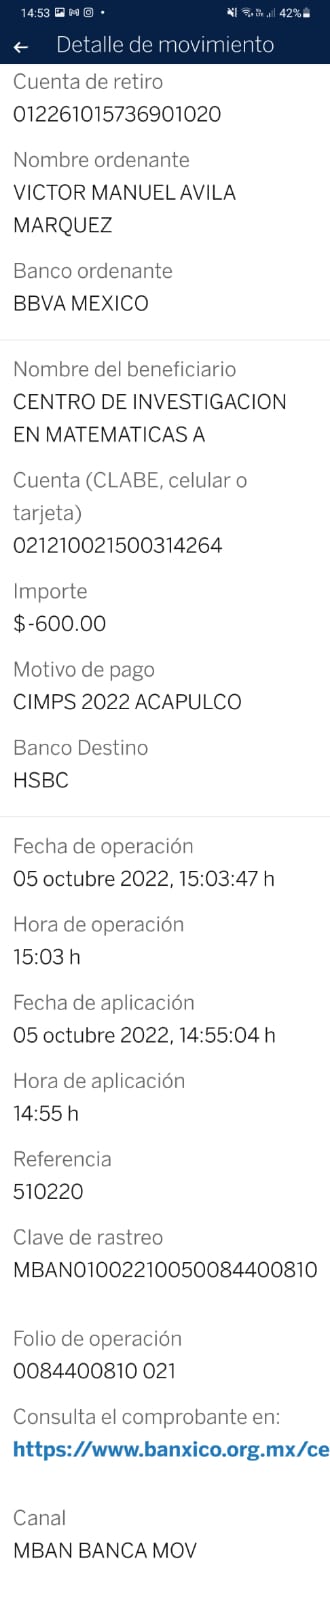 14:53 42%
Detalle de movimiento
Cuenta de retiro
012261015736901020
Nombre ordenante
VICTOR MANUEL AVILA
MARQUEZ
Banco ordenante
BBVA MEXICO
Nombre del beneficiario
CENTRO DE INVESTIGACION
EN MATEMATICAS A
Cuenta (CLABE, celular o
tarjeta)
021210021500314264
Importe
$-600.00
Motivo de pago
CIMPS 2022 ACAPULCO
Banco Destino
HSBC
Fecha de operación
05 octubre 2022, 15:03:47 h
Hora de operación
15:03 h
Fecha de aplicación
05 octubre 2022, 14:55:04 h
Hora de aplicación
14:55 h
Referencia
510220
Clave de rastreo
MBAN01002210050084400810
Folio de operación
0084400810 021
Consulta el comprobante en:
https://www.banxico.org.mx/ce
Canal
MBAN BANCA MOV